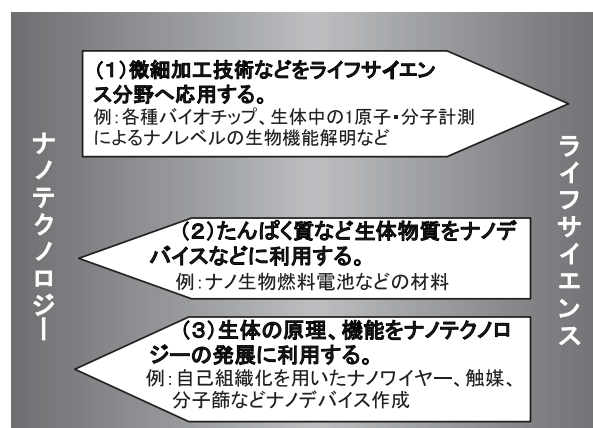 ナノテクノロジー
(1)微細加工技術などをライフサイエン
ス分野へ応用する。
例:各種バイオチップ、生体中の1原子・分子計測
によるナノレベルの生物機能解明など
(2)たんぱく質など生体物質をナノデ
バイスなどに利用する。
例:ナノ生物燃料電池などの材料
(3)生体の原理、機能をナノテクノロ
ジーの発展に利用する。
例:自己組織化を用いたナノワイヤー、触媒、
分子篩などナノデバイス作成
ライフサイエンス